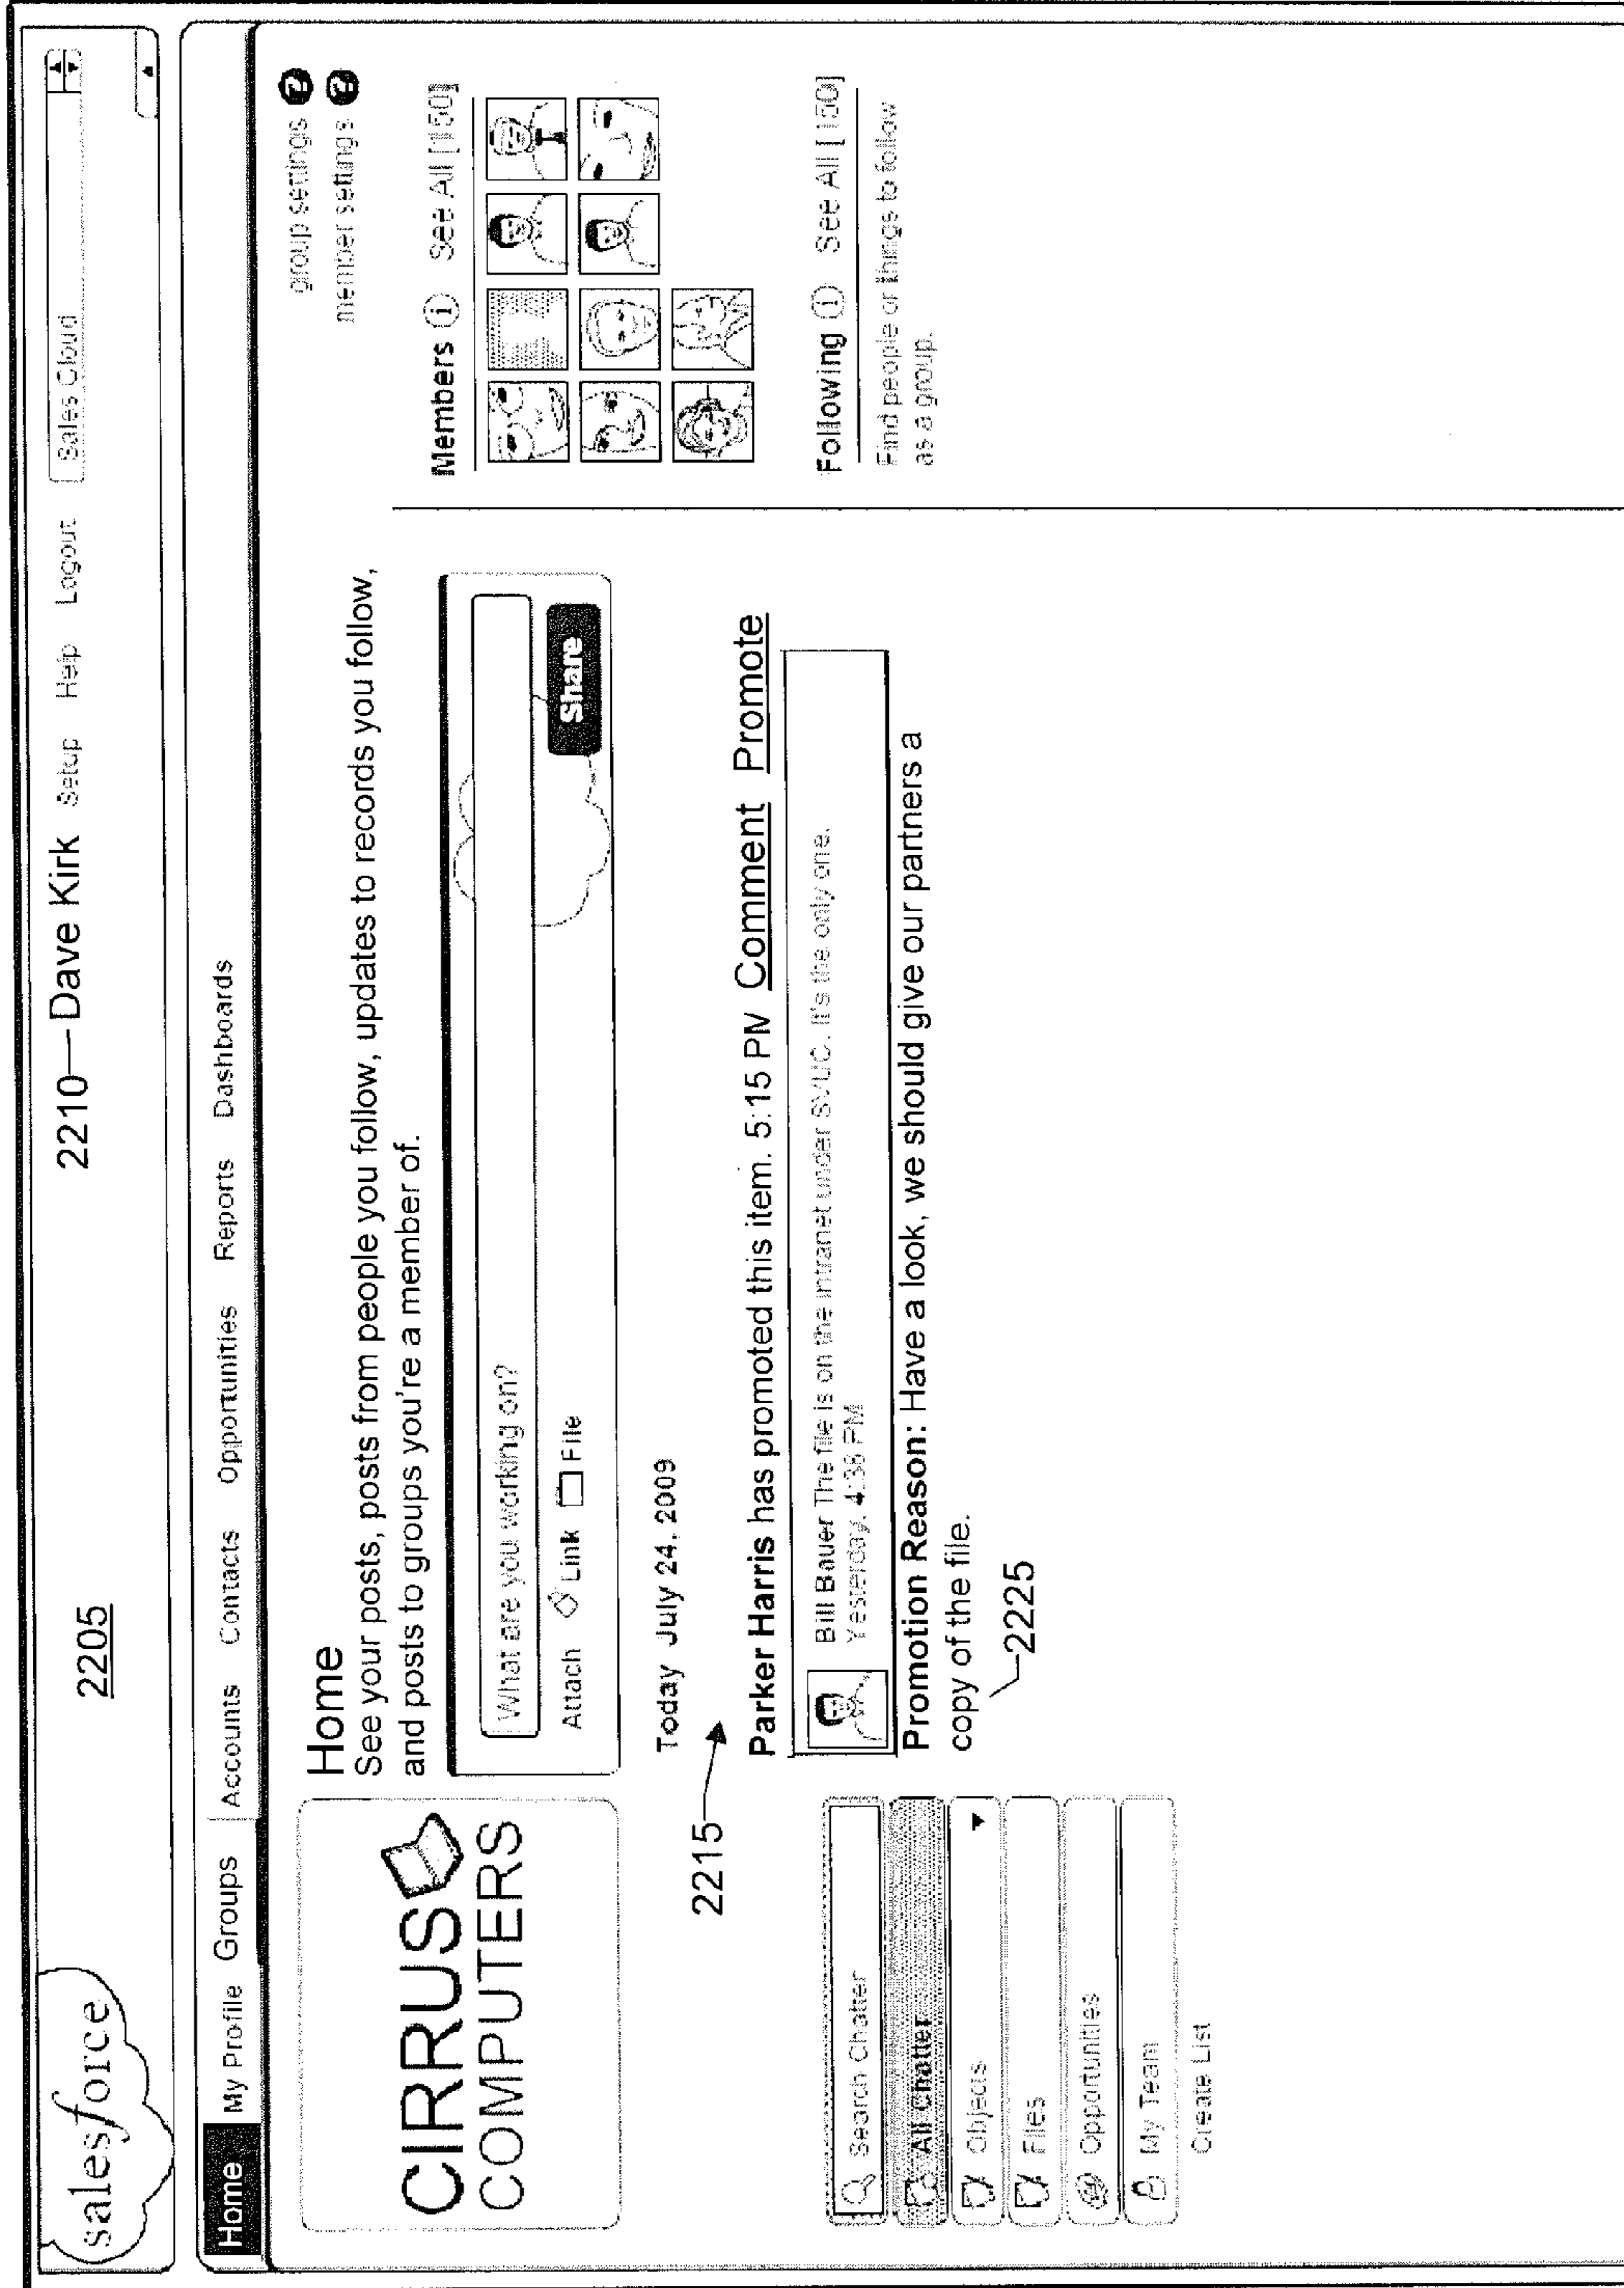 salesforce
2205
2210 Dave Kirk Setup Help Logout Sales Cloud
Home My Profile Groups Accounts Contacts Opportunities Reports Dashboards
CIRRUS
COMPUTERS
Search Chatter
All Chatter
Objects
Files
Opportunities
My Team
Create List
Home
See your posts, posts from people you follow, updates to records you follow,
and posts to groups you're a member of.
What are you working on?
Attach Link File
Share
Today July 24, 2009
2215
Parker Harris has promoted this item. 5:15 PM Comment Promote
Bill Bauer The file is on the intranet under It's the only one.
Yesterday, 4:38 PM
Promotion Reason: Have a look, we should give our partners a
copy of the file.
2225
group settings ?
member settings ?
Members i See All [150]
Following i See All [150]
Find people or things to follow
as a group.